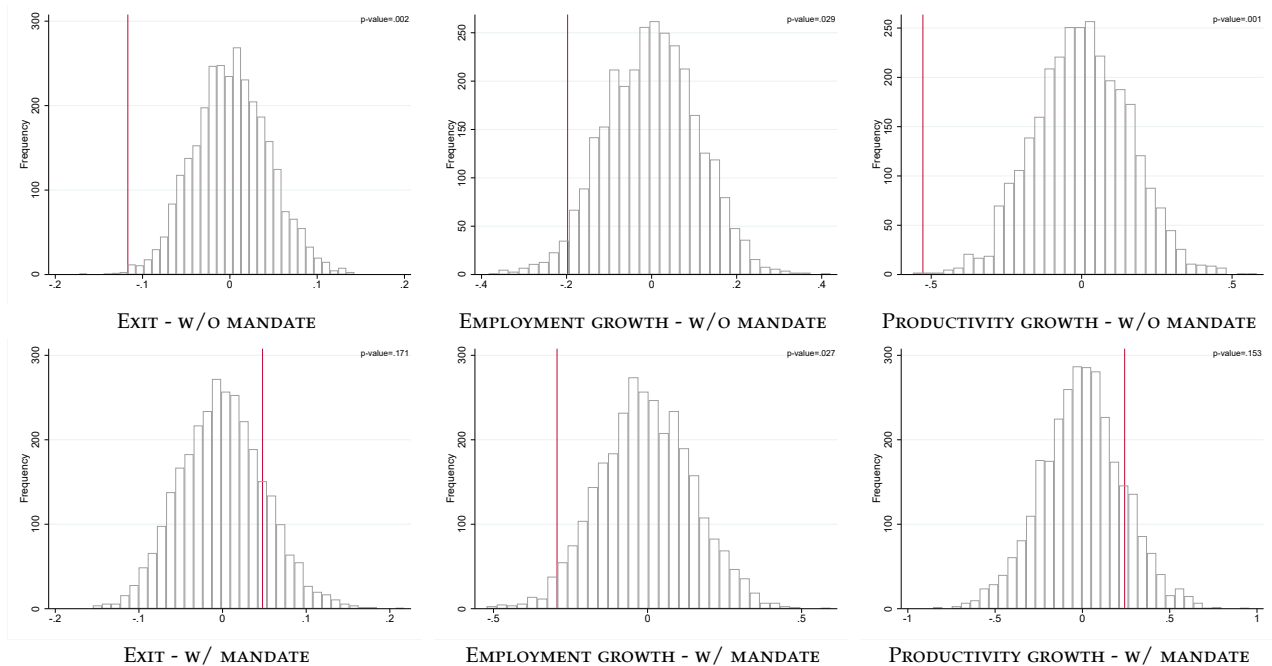 p-value=.002
Frequency
300
200
100
0
-.2 -.1 0 .1 .2
EXIT - W/O MANDATE
p-value=.029
Frequency
250
200
150
100
50
0
-.4 -.2 0 .2 .4
EMPLOYMENT GROWTH - W/O MANDATE
p-value=.001
Frequency
250
200
150
100
50
0
-.5 0 .5
PRODUCTIVITY GROWTH - W/O MANDATE
p-value=.171
Frequency
300
200
100
0
-.2 -.1 0 .1 .2
EXIT - W/ MANDATE
p-value=.027
Frequency
300
200
100
0
-.5 0 .5
EMPLOYMENT GROWTH - W/ MANDATE
p-value=.153
Frequency
300
200
100
0
-1 -.5 0 .5 1
PRODUCTIVITY GROWTH - W/ MANDATE